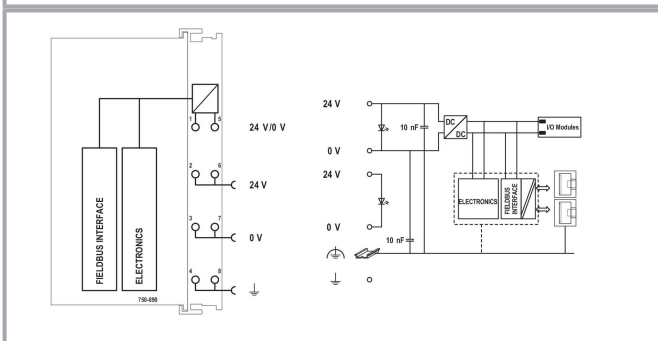 1 5
24 V/0 V
2 6
24 V
3 7
0 V
4 8
FIELDBUS INTERFACE
ELECTRONICS
750-890
24 V
10 nF
DC
DC
I/O Modules
0 V
24 V
ELECTRONICS
FIELDBUS
INTERFACE
0 V
10 nF